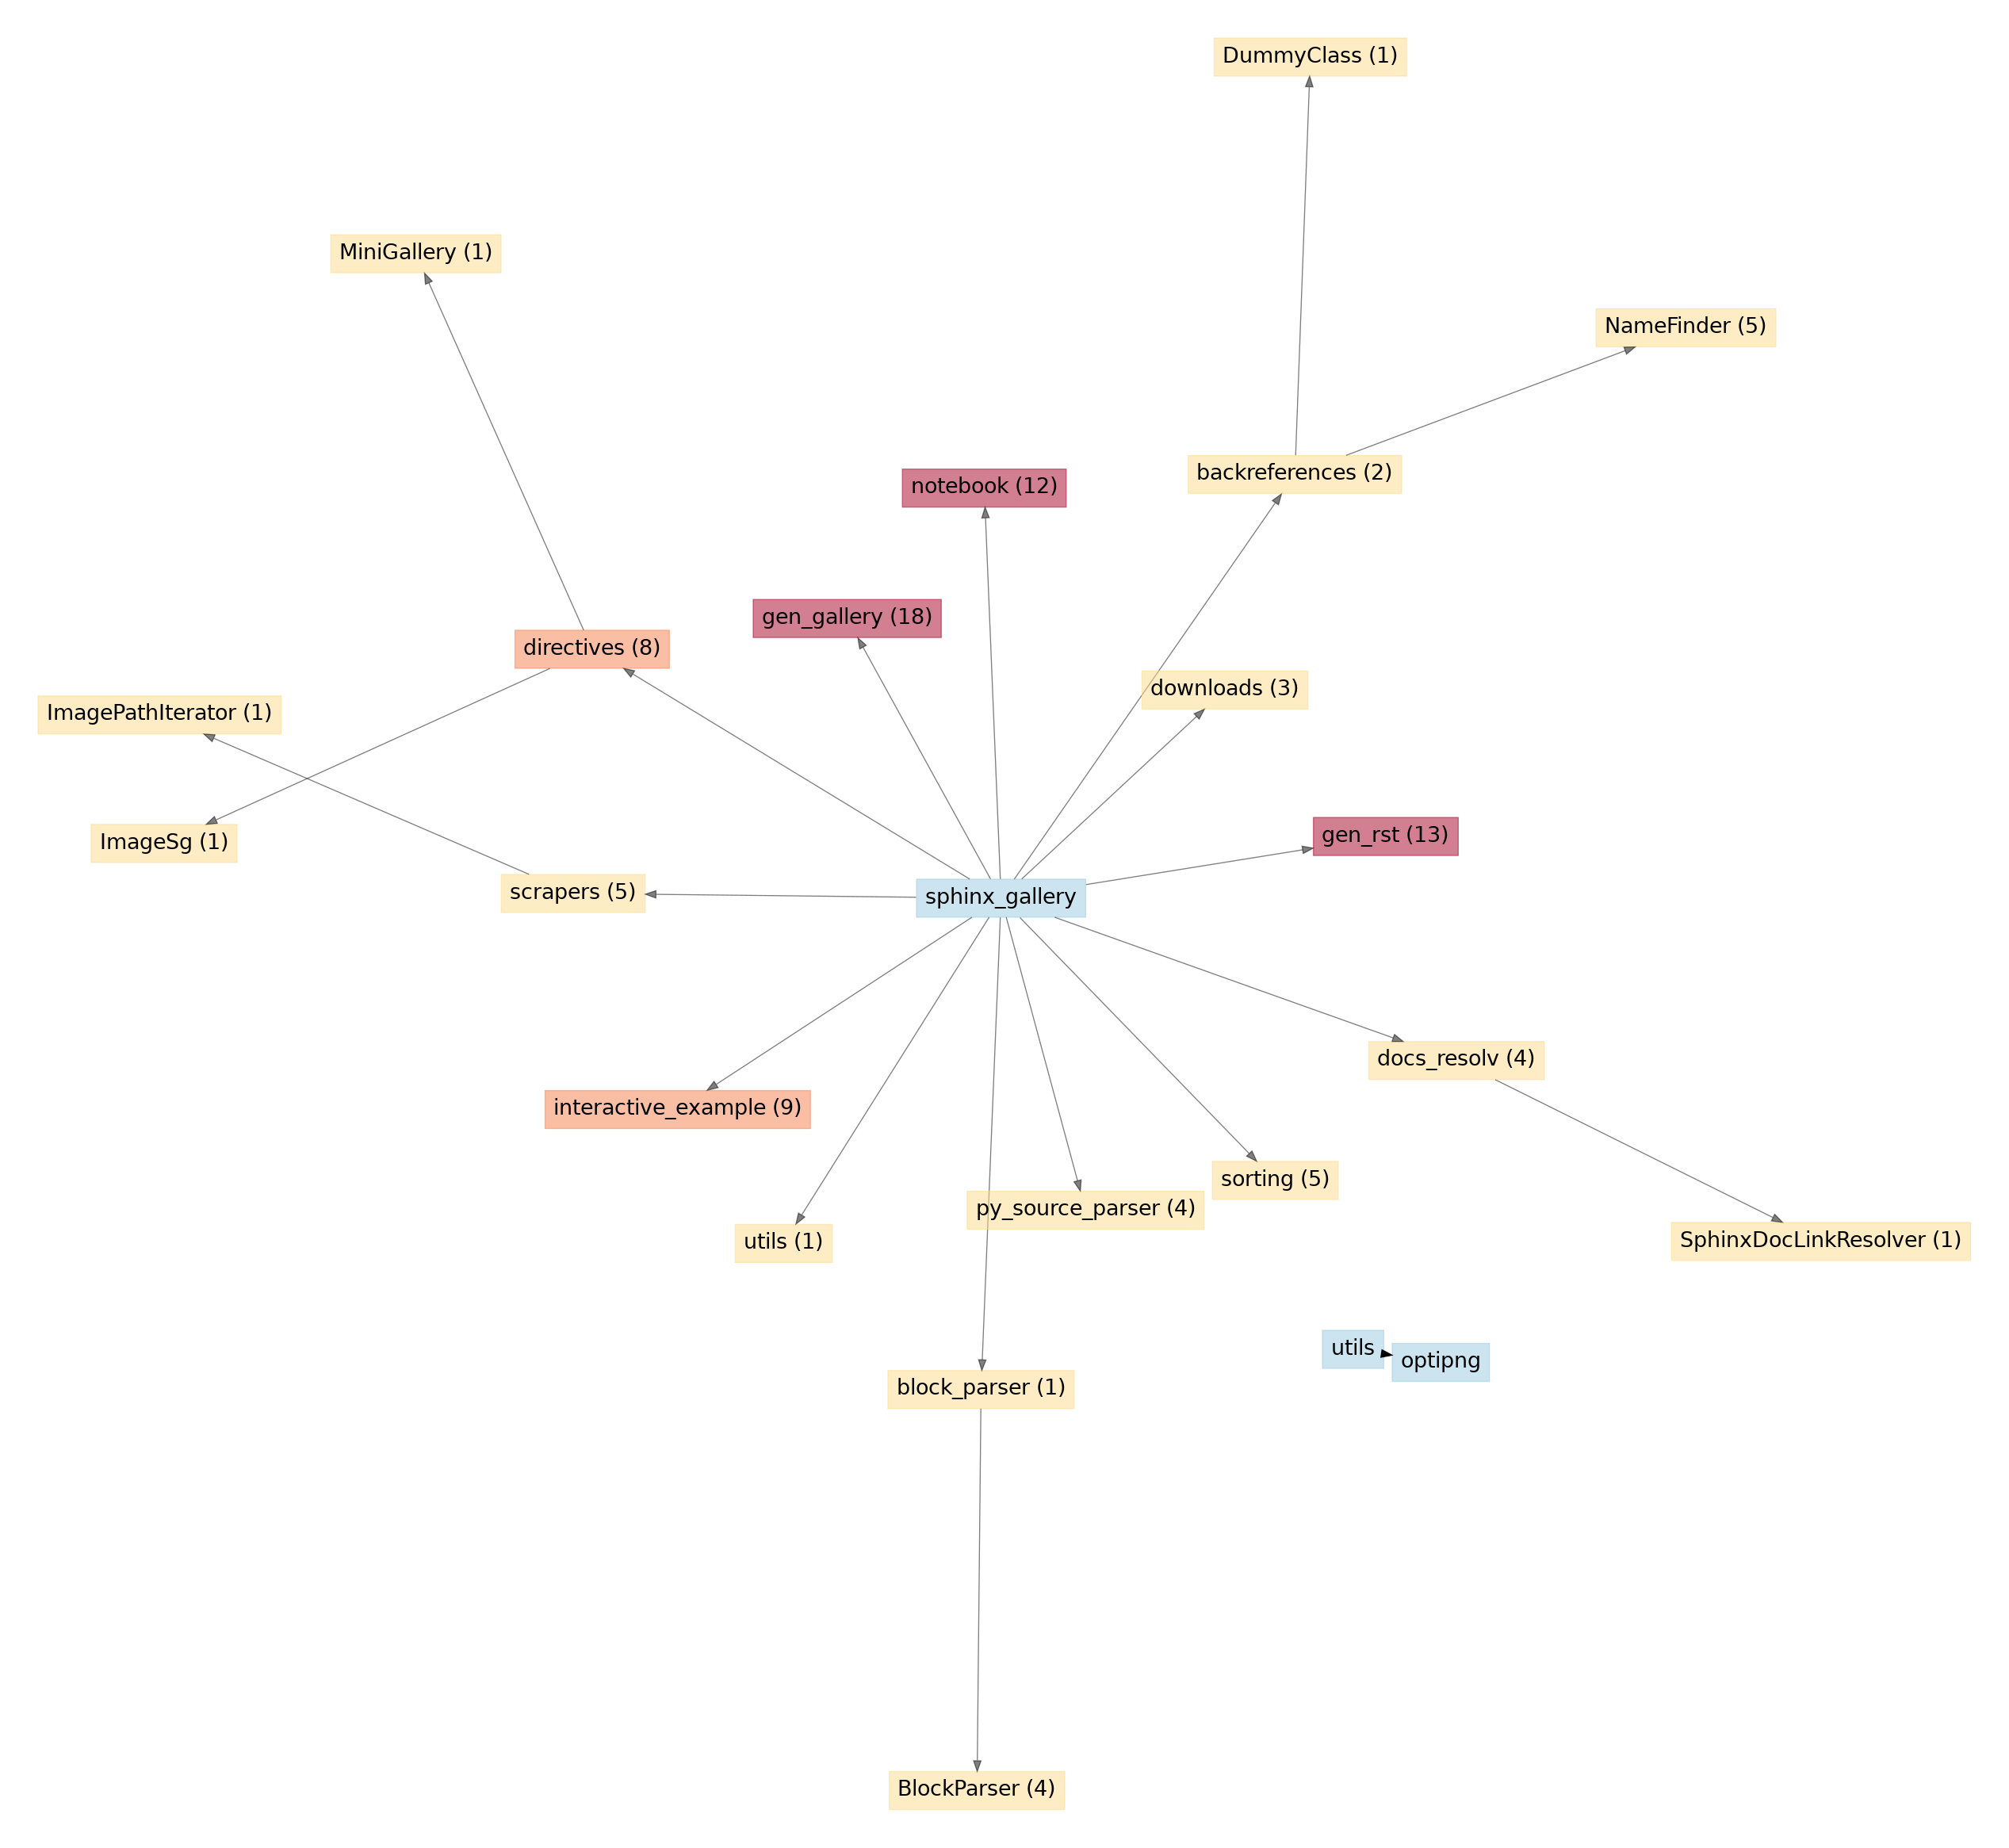 DummyClass (1)
MiniGallery (1)
NameFinder (5)
backreferences (2)
notebook (12)
gen_gallery (18)
directives (8)
downloads (3)
ImagePathIterator (1)
gen_rst (13)
ImageSg (1)
scrapers (5)
sphinx_gallery
docs_resolv (4)
interactive_example (9)
sorting (5)
py_source_parser (4)
utils (1)
SphinxDocLinkResolver (1)
utils
optipng
block_parser (1)
BlockParser (4)